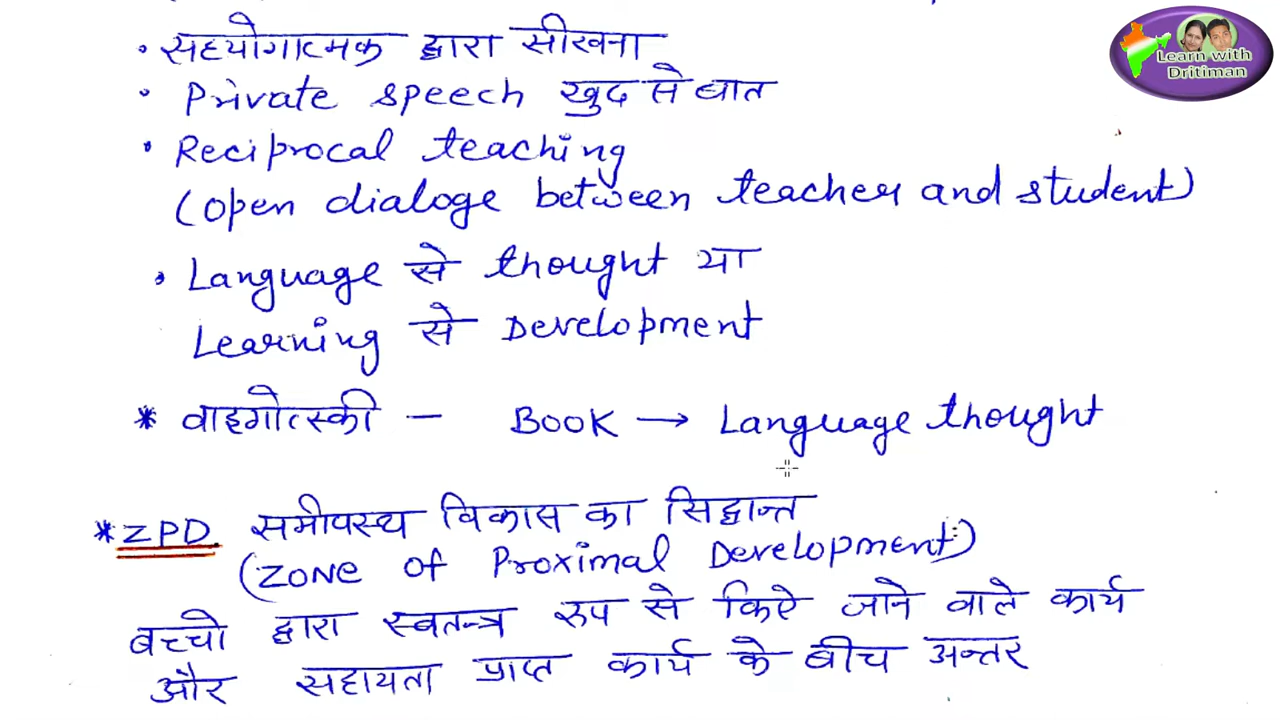 • सहयोगात्मक द्वारा सीखना
• Private speech खुद से बात
• Reciprocal teaching
(open dialoge between teacher and student)
• Language से thought या
Learning से Development
* वाइगोत्स्की – BOOK → Language thought
* ZPD समीपस्थ विकास का सिद्धान्त
(ZONe of Proximal Development)
बच्चो द्वारा स्वतन्त्र रूप से किऐ जाने वाले कार्य
और सहायता प्राप्त कार्य के बीच अन्तर
Learn with
Dritiman